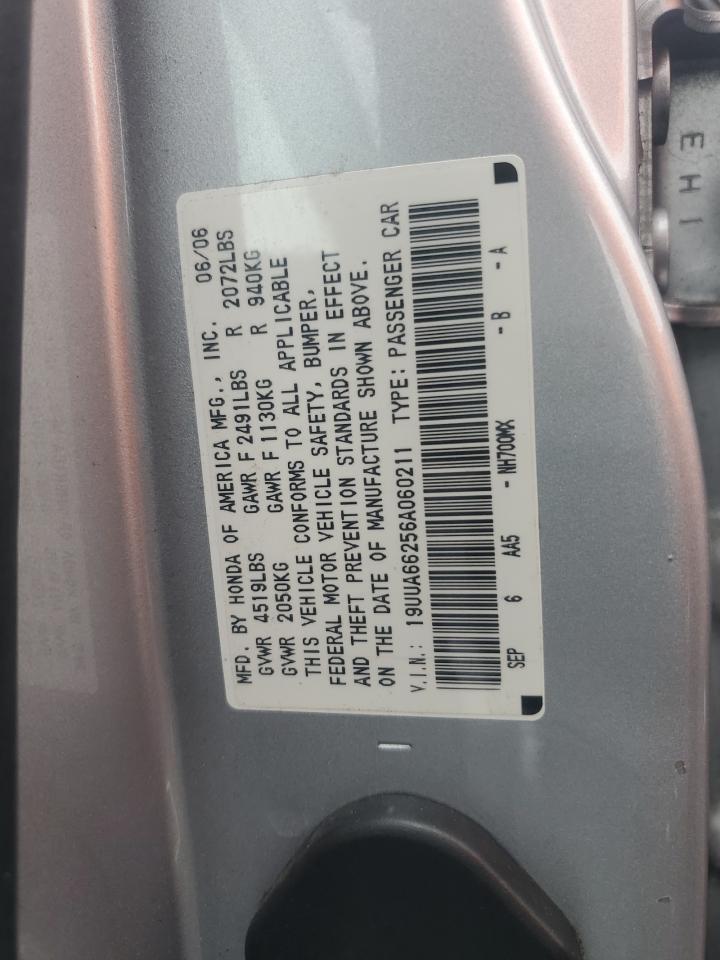 MFD. BY HONDA OF AMERICA MFG., INC. 06/06
GVWR 4519LBS GAWR F 2491LBS R 2072LBS
GVWR 2050KG GAWR F 1130KG R 940KG
THIS VEHICLE CONFORMS TO ALL APPLICABLE
FEDERAL MOTOR VEHICLE SAFETY, BUMPER,
AND THEFT PREVENTION STANDARDS IN EFFECT
ON THE DATE OF MANUFACTURE SHOWN ABOVE.
V.I.N.: 19UUA66256A060211 TYPE: PASSENGER CAR
SEP 6 AA5 - NH700MX - B - A
EHI